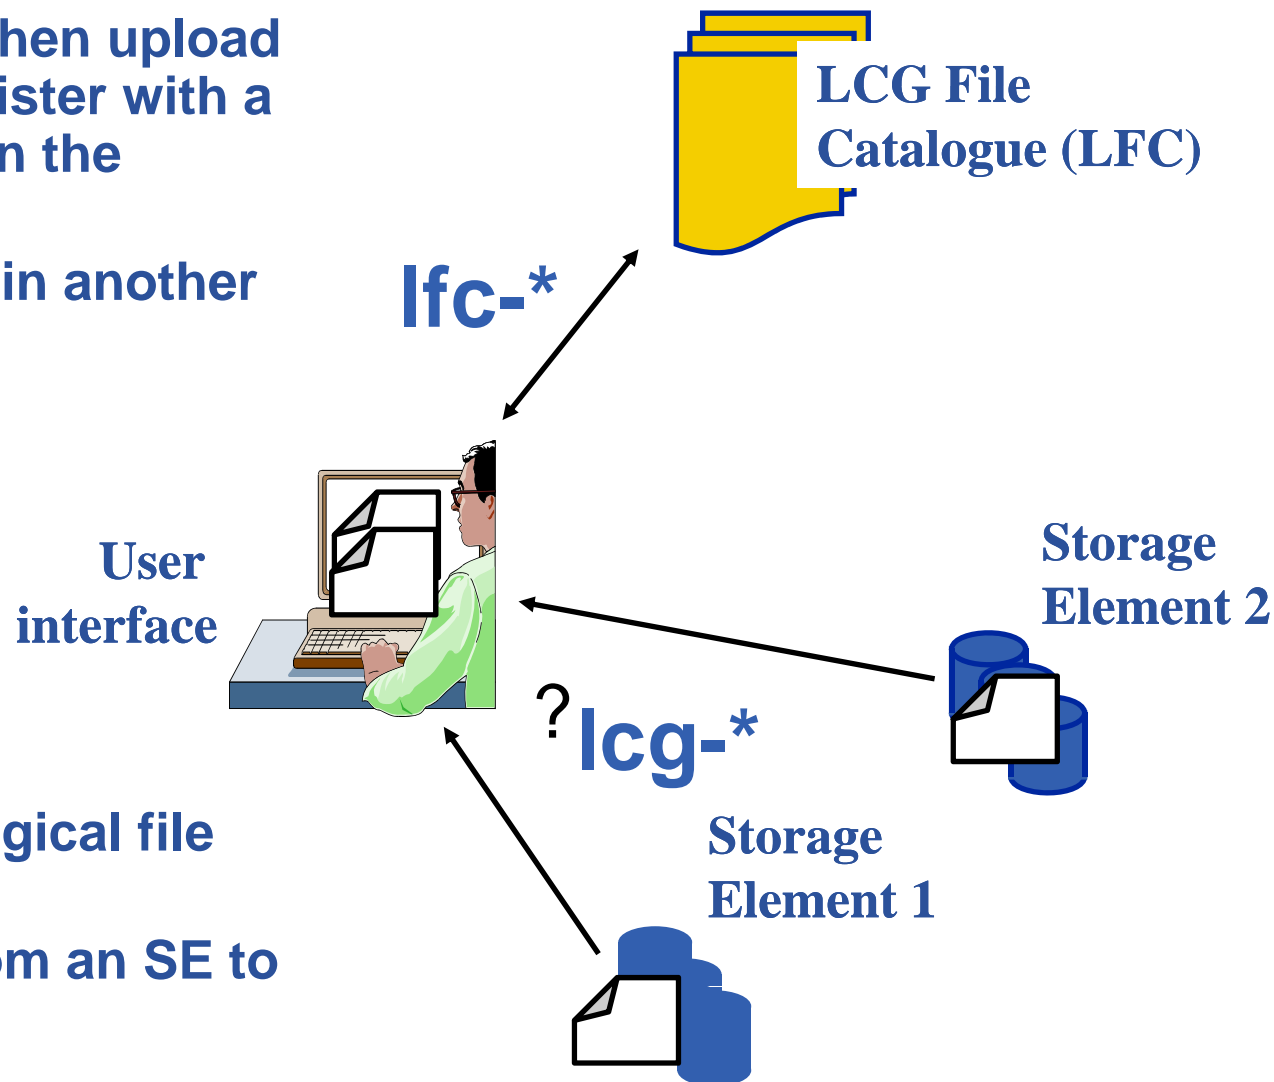 hen upload
ister with a
n the
in another
LCG File
Catalogue (LFC)
lfc-*
User
interface
Storage
Element 2
?
lcg-*
gical file
Storage
Element 1
om an SE to